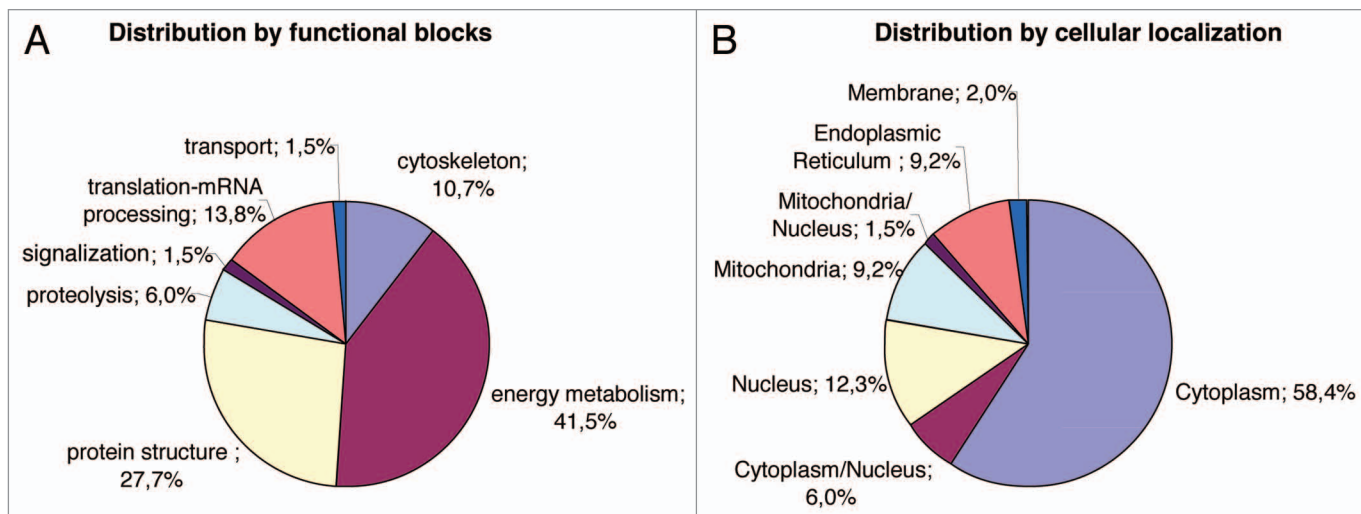 A
Distribution by functional blocks
transport; 1,5%
cytoskeleton;
10,7%
translation-mRNA
processing; 13,8%
signalization; 1,5%
proteolysis; 6,0%
energy metabolism;
41,5%
protein structure ;
27,7%
B
Distribution by cellular localization
Membrane; 2,0%
Endoplasmic
Reticulum ; 9,2%
Mitochondria/
Nucleus; 1,5%
Mitochondria; 9,2%
Nucleus; 12,3%
Cytoplasm; 58,4%
Cytoplasm/Nucleus;
6,0%